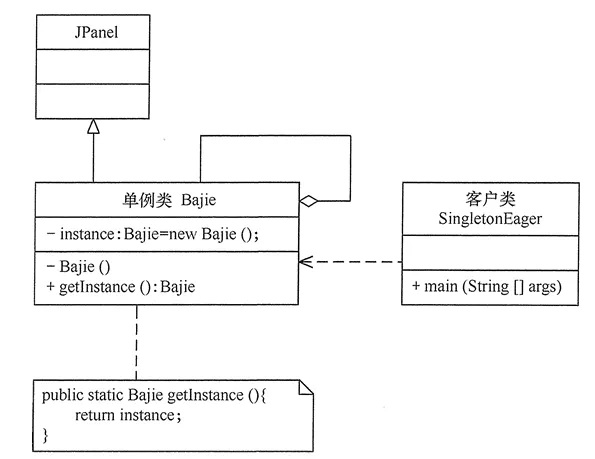 JPanel
单例类 Bajie
- instance:Bajie=new Bajie ();
- Bajie ()
+ getInstance ():Bajie
客户类
SingletonEager
+ main (String [] args)
public static Bajie getInstance (){
return instance;
}